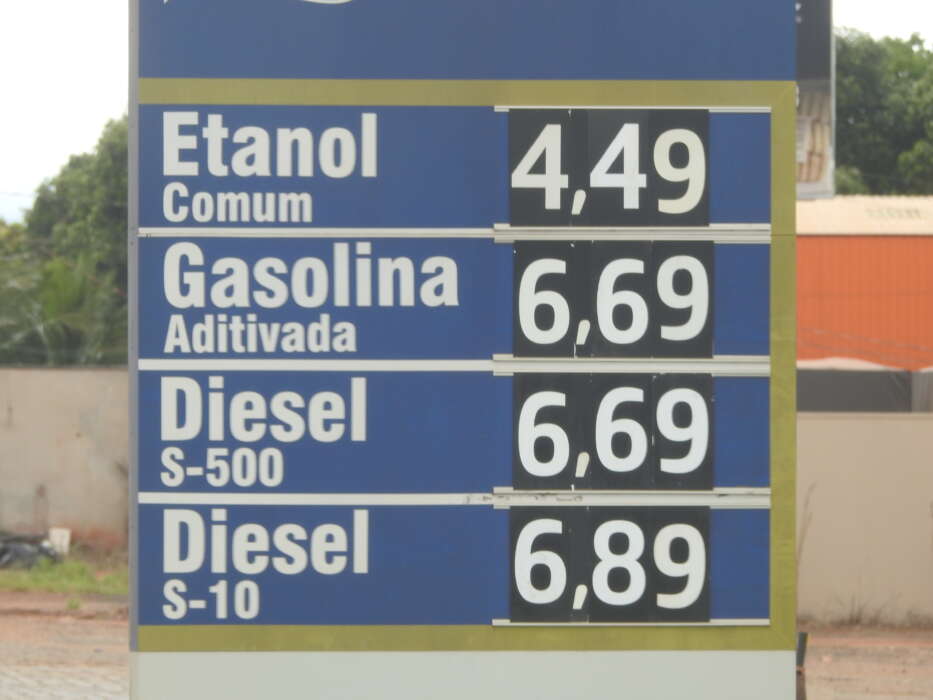 Etanol 4,49
Comum
Gasolina 6,69
Aditivada
Diesel 6,69
S-500
Diesel 6,89
S-10